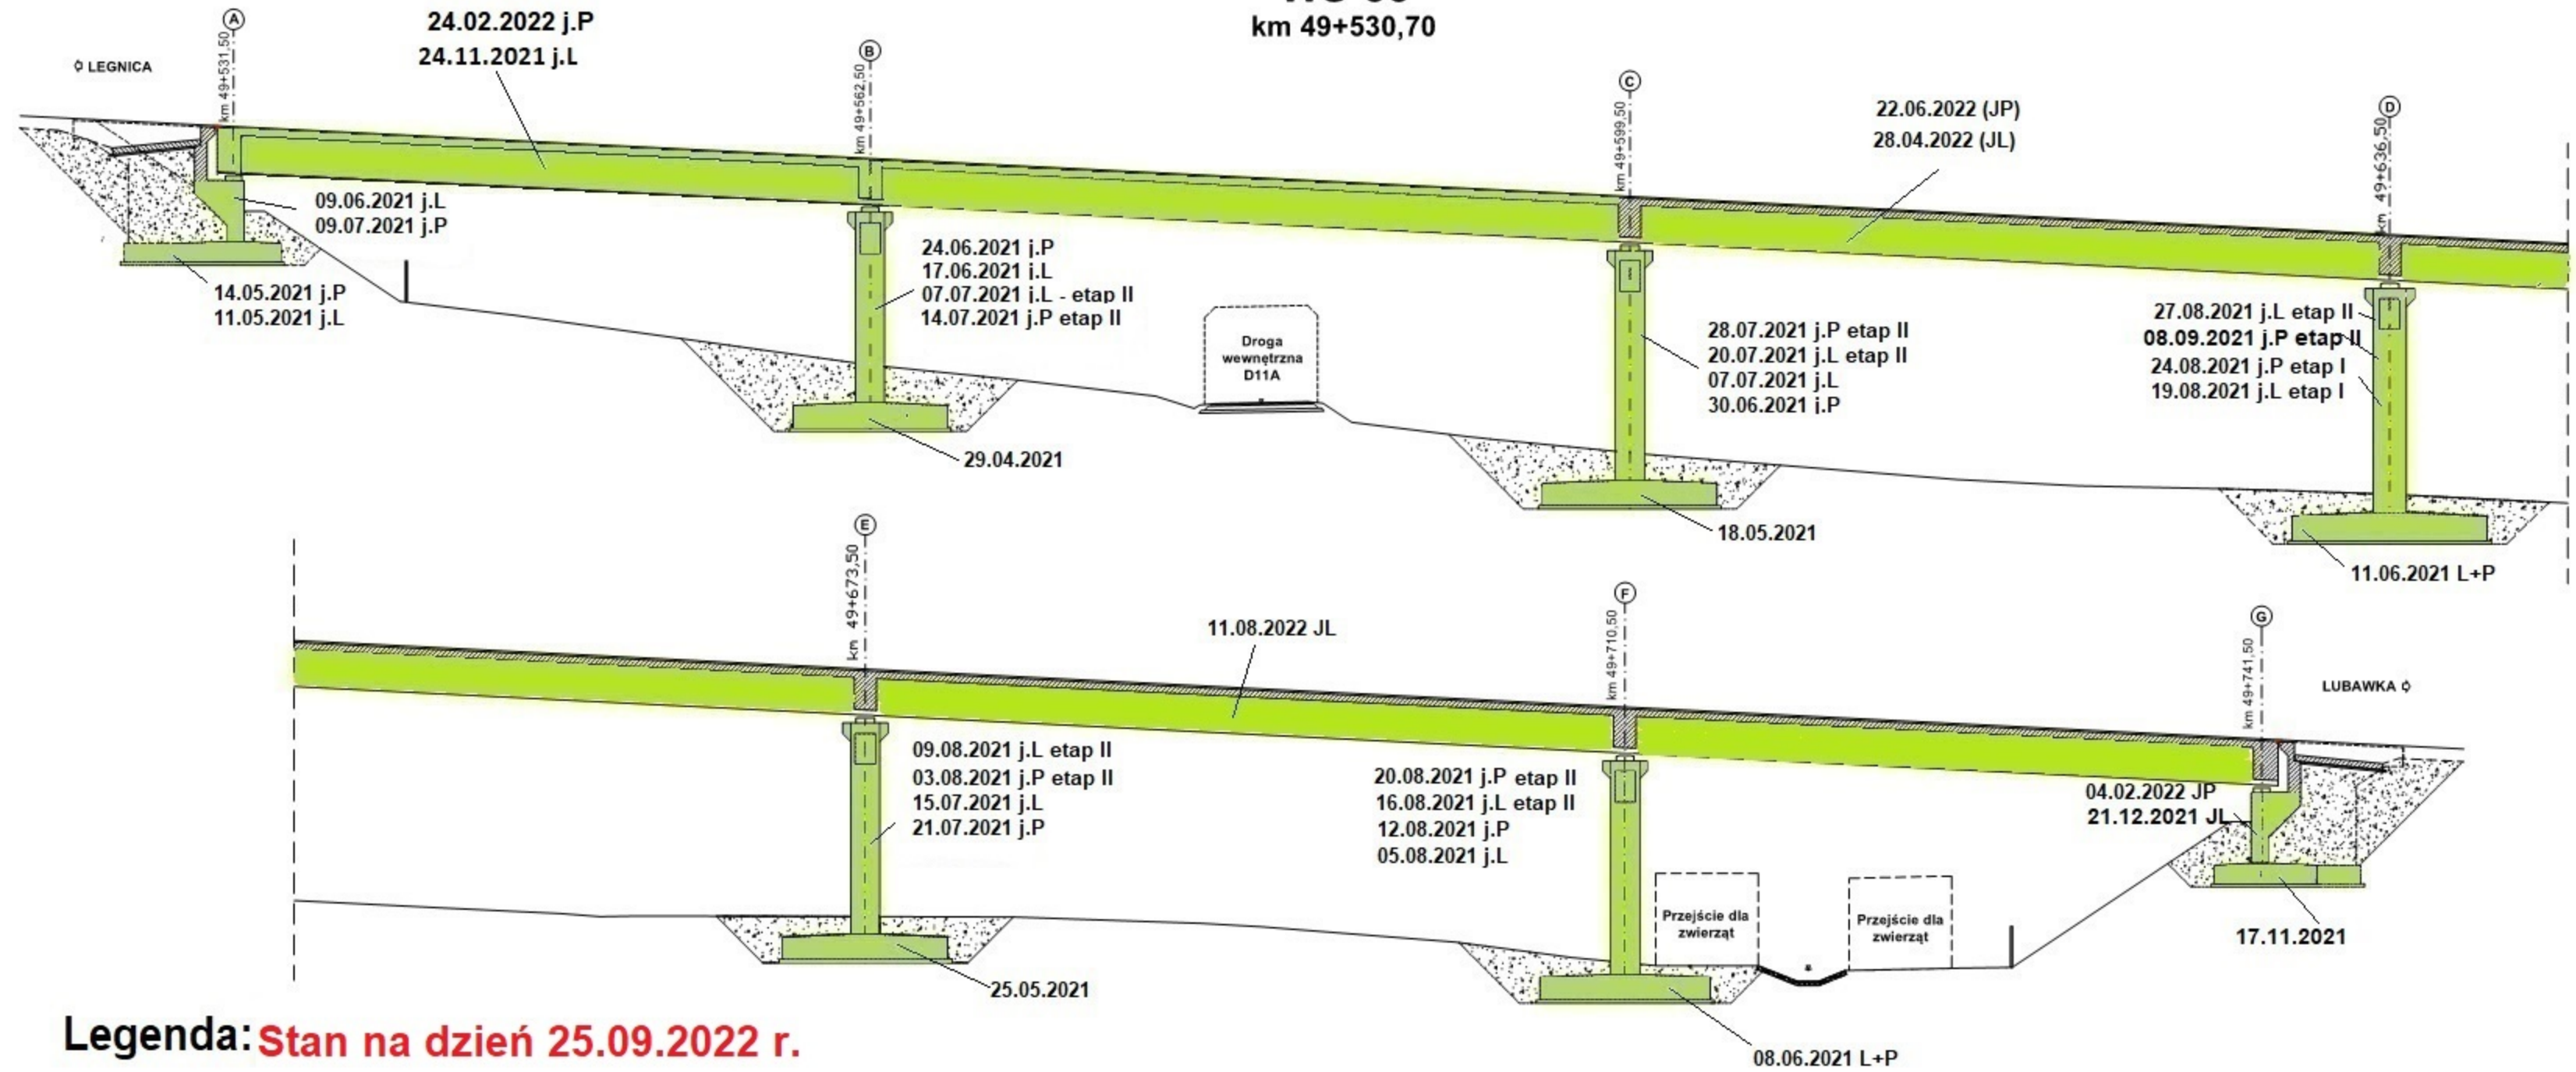 km 49+530,70
A
24.02.2022 j.P
24.11.2021 j.L
LEGNICA
km 49+531,50
B
km 49+562,50
C
km 49+599,50
22.06.2022 (JP)
28.04.2022 (JL)
D
km 49+636,50
09.06.2021 j.L
09.07.2021 j.P
14.05.2021 j.P
11.05.2021 j.L
24.06.2021 j.P
17.06.2021 j.L
07.07.2021 j.L - etap II
14.07.2021 j.P etap II
29.04.2021
Droga
wewnętrzna
D11A
28.07.2021 j.P etap II
20.07.2021 j.L etap II
07.07.2021 j.L
30.06.2021 j.P
18.05.2021
27.08.2021 j.L etap II
08.09.2021 j.P etap II
24.08.2021 j.P etap I
19.08.2021 j.L etap I
11.06.2021 L+P
E
km 49+673,50
11.08.2022 JL
F
km 49+710,50
G
km 49+741,50
LUBAWKA
09.08.2021 j.L etap II
03.08.2021 j.P etap II
15.07.2021 j.L
21.07.2021 j.P
25.05.2021
20.08.2021 j.P etap II
16.08.2021 j.L etap II
12.08.2021 j.P
05.08.2021 j.L
Przejście dla
zwierząt
Przejście dla
zwierząt
04.02.2022 JP
21.12.2021 JL
17.11.2021
08.06.2021 L+P
Legenda: Stan na dzień 25.09.2022 r.